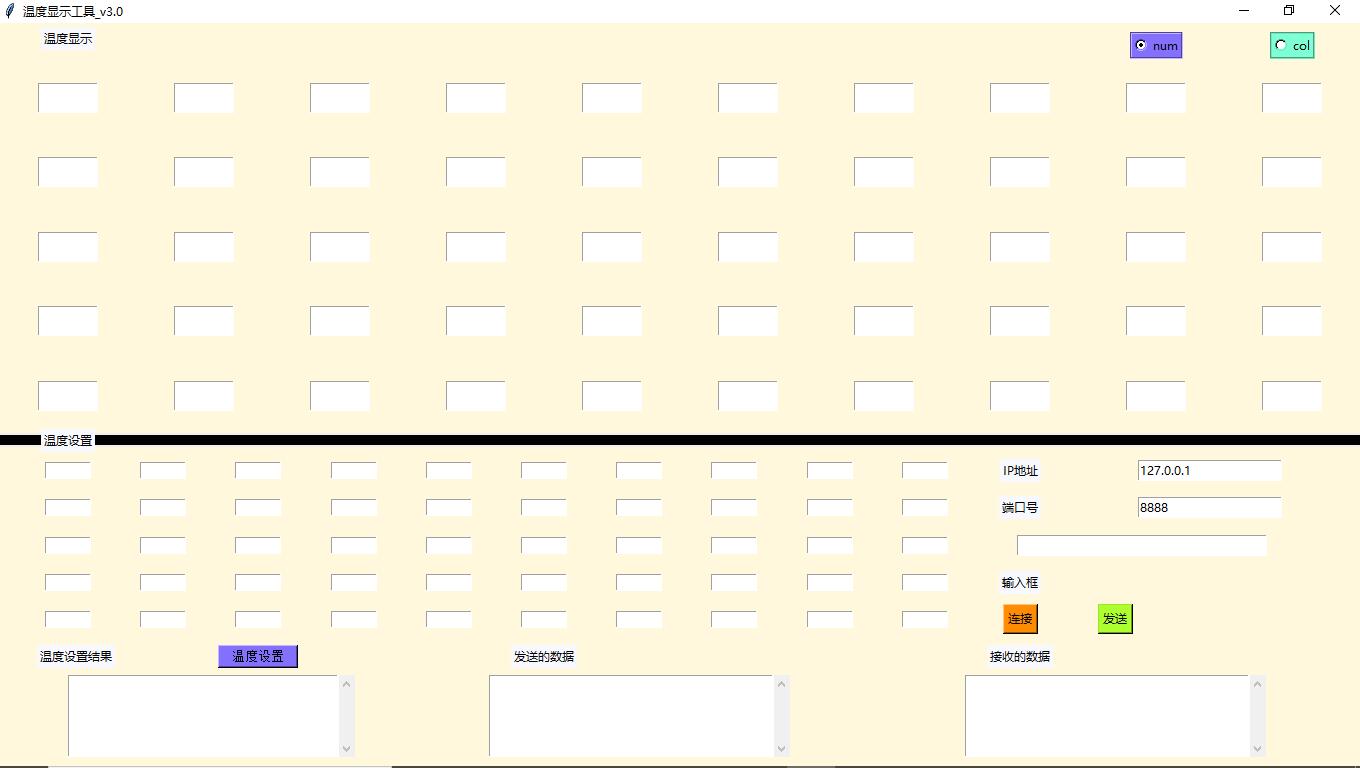 温度显示工具_v3.0
温度显示
num
col
温度设置
IP地址
127.0.0.1
端口号
8888
输入框
连接
发送
温度设置结果
温度设置
发送的数据
接收的数据